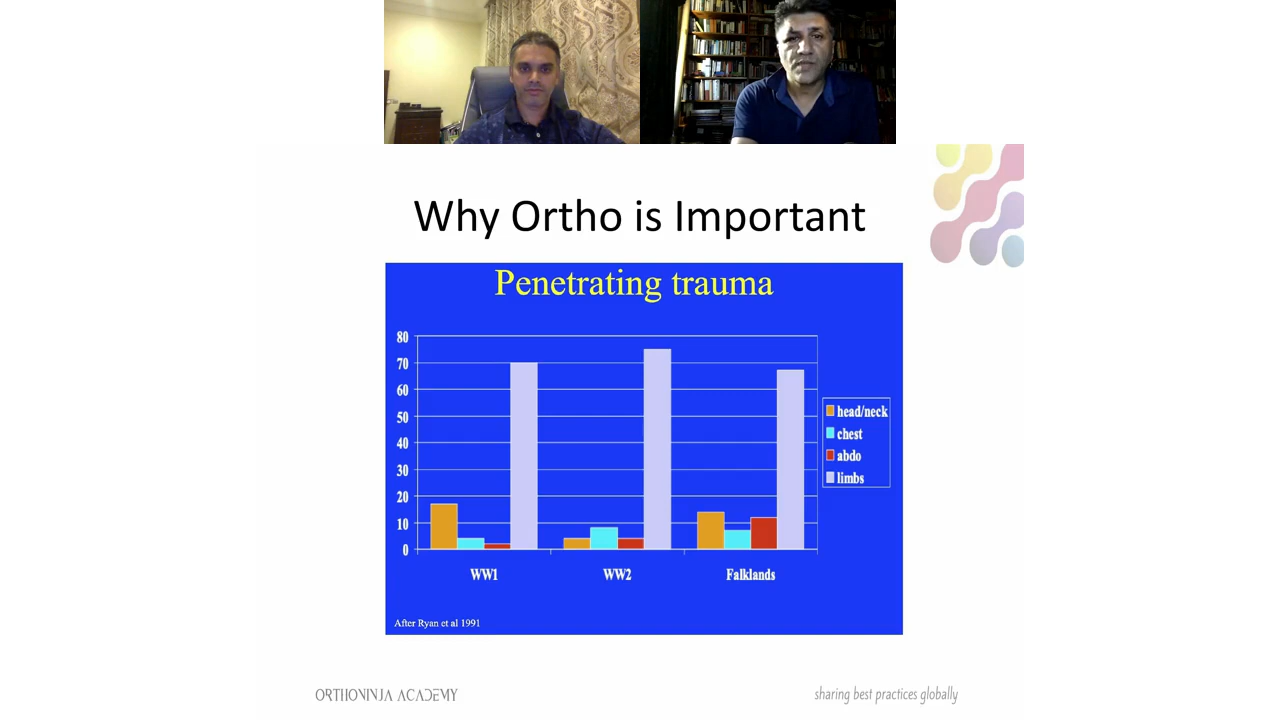 Why Ortho is Important
Penetrating trauma
80
70
60
50
40
30
20
10
0
WW1 WW2 Falklands
head/neck
chest
abdo
limbs
After Ryan et al 1991
ORTHONINJA ACADEMY
sharing best practices globally